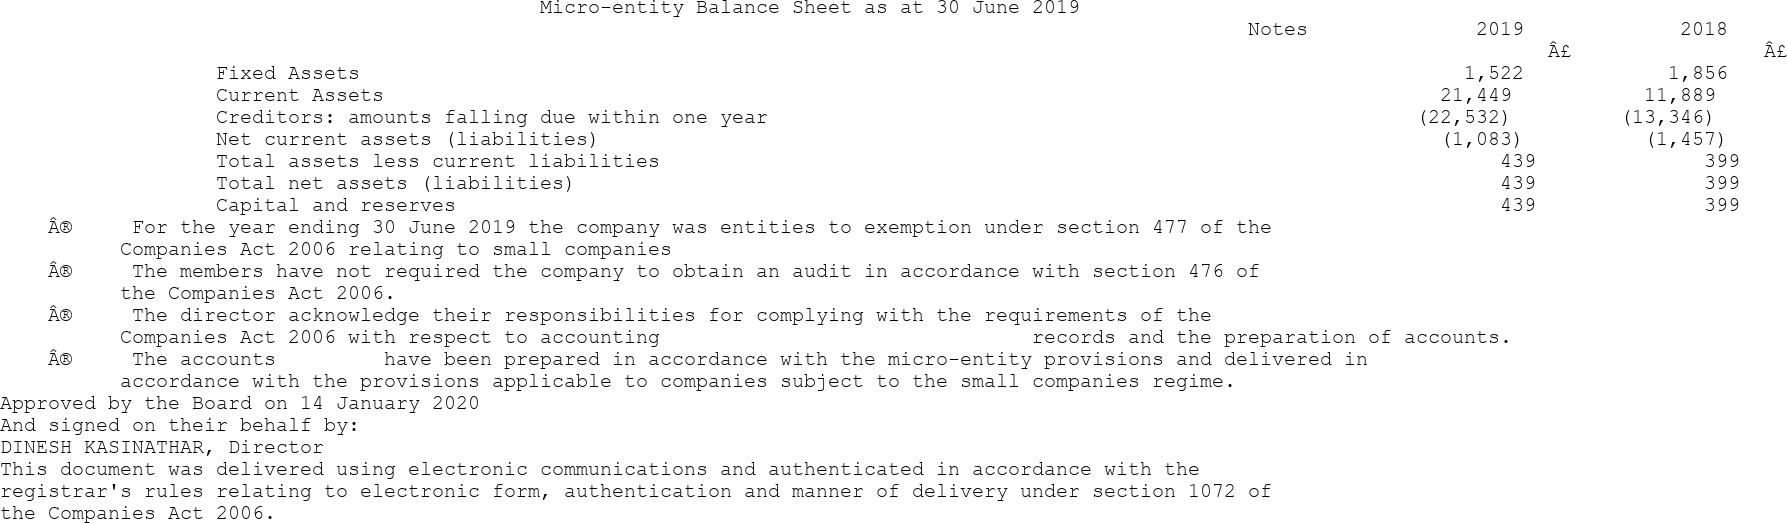 Micro-entity Balance Sheet as at 30 June 2019
Notes 2019 2018
Â£ Â£
Fixed Assets 1,522 1,856
Current Assets 21,449 11,889
Creditors: amounts falling due within one year (22,532) (13,346)
Net current assets (liabilities) (1,083) (1,457)
Total assets less current liabilities 439 399
Total net assets (liabilities) 439 399
Capital and reserves 439 399
Â® For the year ending 30 June 2019 the company was entities to exemption under section 477 of the
Companies Act 2006 relating to small companies
Â® The members have not required the company to obtain an audit in accordance with section 476 of
the Companies Act 2006.
Â® The director acknowledge their responsibilities for complying with the requirements of the
Companies Act 2006 with respect to accounting records and the preparation of accounts.
Â® The accounts have been prepared in accordance with the micro-entity provisions and delivered in
accordance with the provisions applicable to companies subject to the small companies regime.
Approved by the Board on 14 January 2020
And signed on their behalf by:
DINESH KASINATHAR, Director
This document was delivered using electronic communications and authenticated in accordance with the
registrar's rules relating to electronic form, authentication and manner of delivery under section 1072 of
the Companies Act 2006.